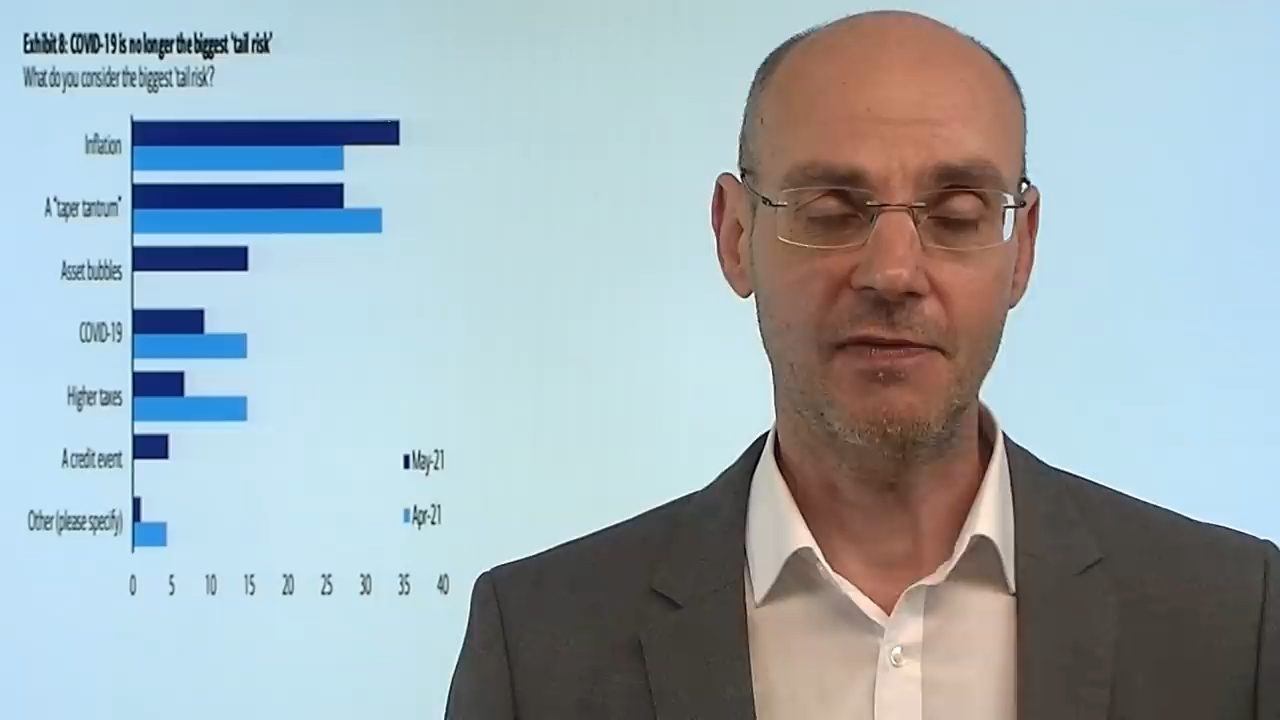 Exhibit 8: COVID-19 is no longer the biggest 'tail risk'
What do you consider the biggest 'tail risk'?
Inflation
A "taper tantrum"
Asset bubbles
COVID-19
Higher taxes
A credit event
May-21
Other (please specify)
Apr-21
0 5 10 15 20 25 30 35 40